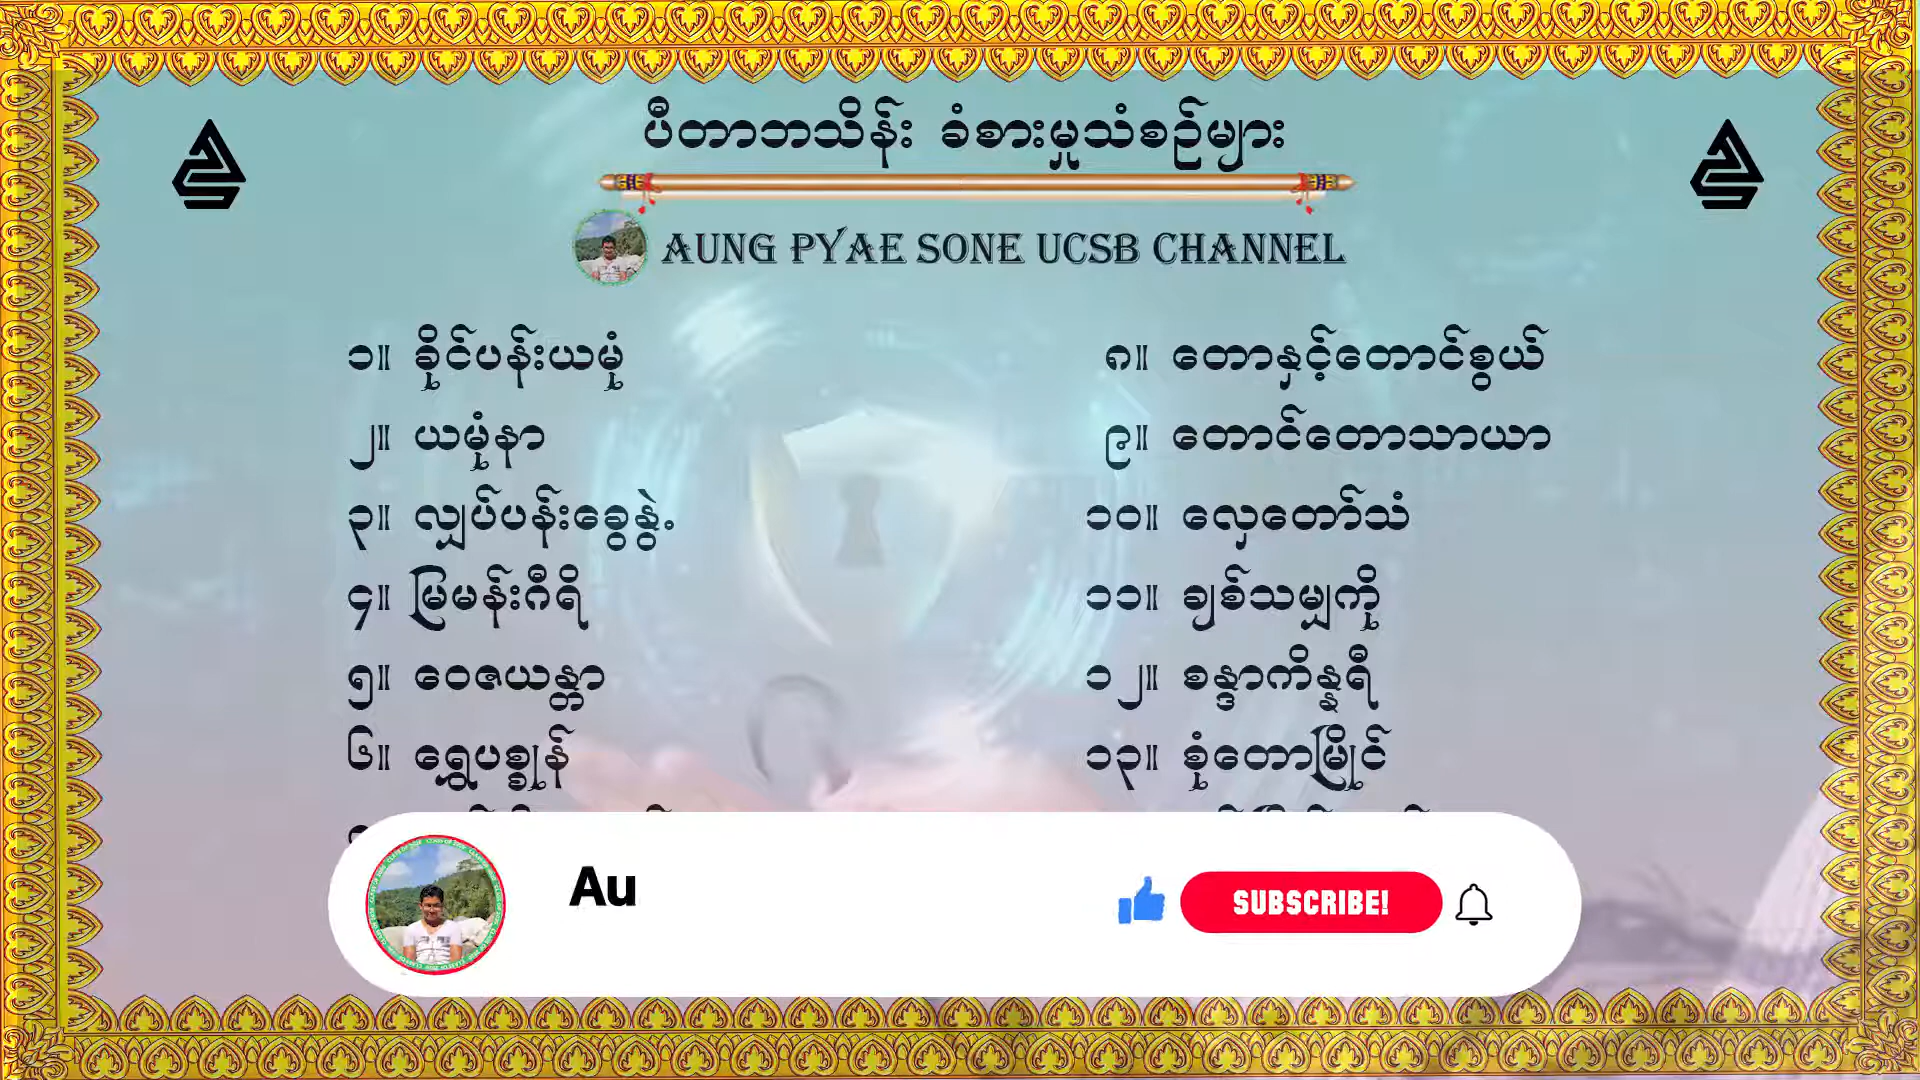 ပီတာဘသိန်း ခံစားမှုသံစဉ်များ
AUNG PYAE SONE UCSB CHANNEL
၁။ ခိုင်ပန်းယမုံ
၂။ ယမုံနာ
၃။ လျှပ်ပန်းခွေနွဲ့
၄။ မြမန်းဂီရိ
၅။ ဝေဇယန္တာ
၆။ ရွှေပစ္စုန်
၈။ တောနှင့်တောင်စွယ်
၉။ တောင်တောသာယာ
၁၀။ လှေတော်သံ
၁၁။ ချစ်သမျှကို
၁၂။ စန္ဒာကိန္နရီ
၁၃။ စုံတောမြိုင်
Au
SUBSCRIBE!